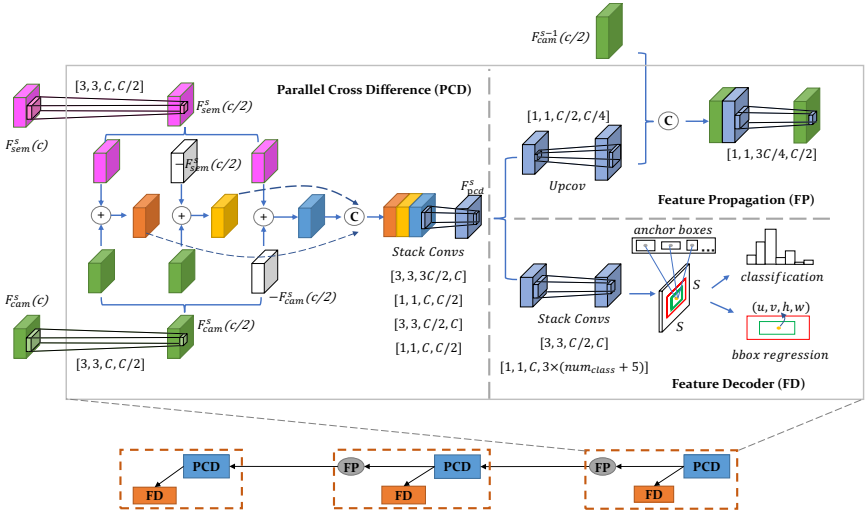 F^{s-1}_{cam}(c/2)
[3, 3, C, C/2]
Parallel Cross Difference (PCD)
F^s_{sem}(c/2)
F^s_{sem}(c)
−F^s_{sem}(c/2)
[1, 1, C/2, C/4]
C
[1, 1, 3C/4, C/2]
Upcov
Feature Propagation (FP)
F^s_{pcd}
+
+
+
C
Stack Convs
[3, 3, 3C/2, C]
[1, 1, C, C/2]
[3, 3, C/2, C]
[1, 1, C, C/2]
F^s_{cam}(c)
−F^s_{cam}(c/2)
F^s_{cam}(c/2)
[3, 3, C, C/2]
anchor boxes
...
S
S
classification
(u, v, h, w)
bbox regression
Stack Convs
[3, 3, C/2, C]
[1, 1, C, 3×(num_{class} + 5)]
Feature Decoder (FD)
PCD
FD
FP
PCD
FD
FP
PCD
FD